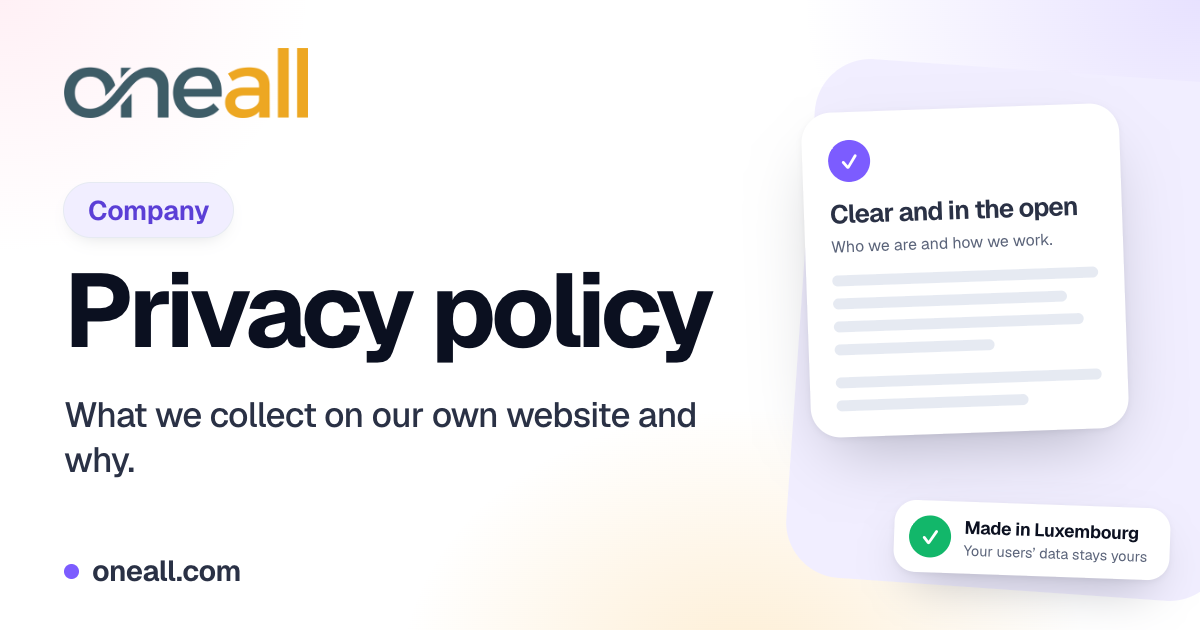 oneall
Company
Privacy policy
What we collect on our own website and
why.
oneall.com
Clear and in the open
Who we are and how we work.
Made in Luxembourg
Your users’ data stays yours